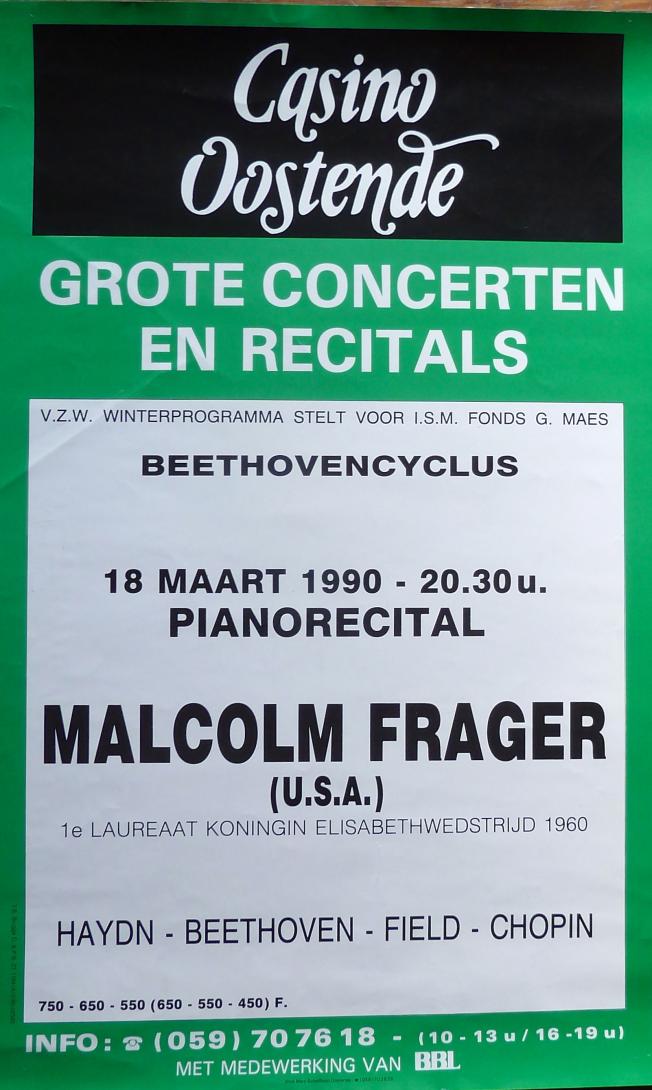 Casino
Oostende
GROTE CONCERTEN
EN RECITALS
V.Z.W. WINTERPROGRAMMA STELT VOOR I.S.M. FONDS G. MAES
BEETHOVENCYCLUS
18 MAART 1990 - 20.30u.
PIANORECITAL
MALCOLM FRAGER
(U.S.A.)
1e LAUREAAT KONINGIN ELISABETHWEDSTRIJD 1960
HAYDN - BEETHOVEN - FIELD - CHOPIN
750 - 650 - 550 (650 - 550 - 450) F.
INFO: ☎ (059) 70 76 18 - (10 - 13 u / 16 -19 u)
MET MEDEWERKING VAN BBL